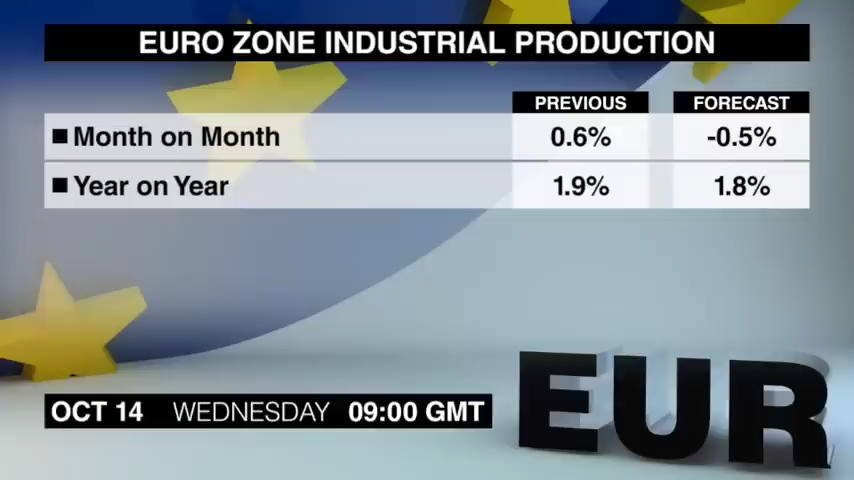 EURO ZONE INDUSTRIAL PRODUCTION
PREVIOUS FORECAST
Month on Month 0.6% -0.5%
Year on Year 1.9% 1.8%
OCT 14 WEDNESDAY 09:00 GMT
EUR